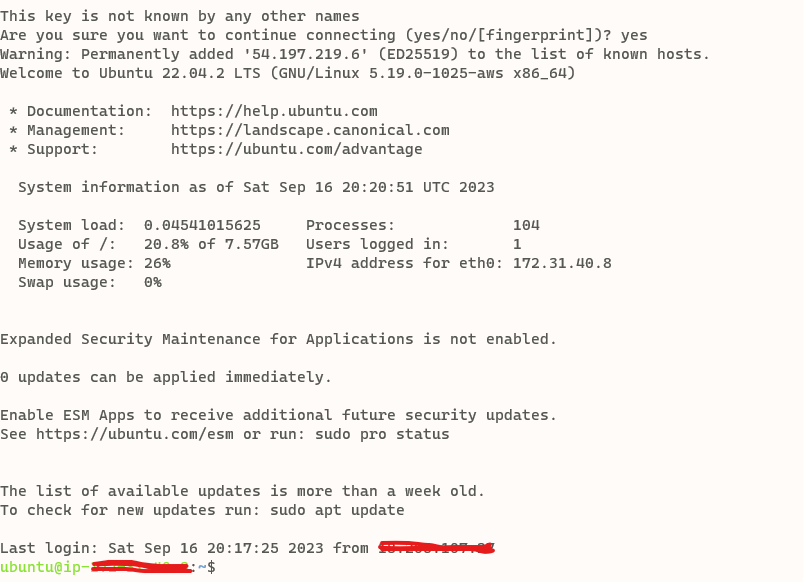 This key is not known by any other names
Are you sure you want to continue connecting (yes/no/[fingerprint])? yes
Warning: Permanently added '54.197.219.6' (ED25519) to the list of known hosts.
Welcome to Ubuntu 22.04.2 LTS (GNU/Linux 5.19.0-1025-aws x86_64)
* Documentation:  https://help.ubuntu.com
* Management:     https://landscape.canonical.com
* Support:        https://ubuntu.com/advantage
System information as of Sat Sep 16 20:20:51 UTC 2023
System load:  0.04541015625     Processes:             104
Usage of /:   20.8% of 7.57GB   Users logged in:       1
Memory usage: 26%               IPv4 address for eth0: 172.31.40.8
Swap usage:   0%
Expanded Security Maintenance for Applications is not enabled.
0 updates can be applied immediately.
Enable ESM Apps to receive additional future security updates.
See https://ubuntu.com/esm or run: sudo pro status
The list of available updates is more than a week old.
To check for new updates run: sudo apt update
Last login: Sat Sep 16 20:17:25 2023 from
ubuntu@ip-:~$